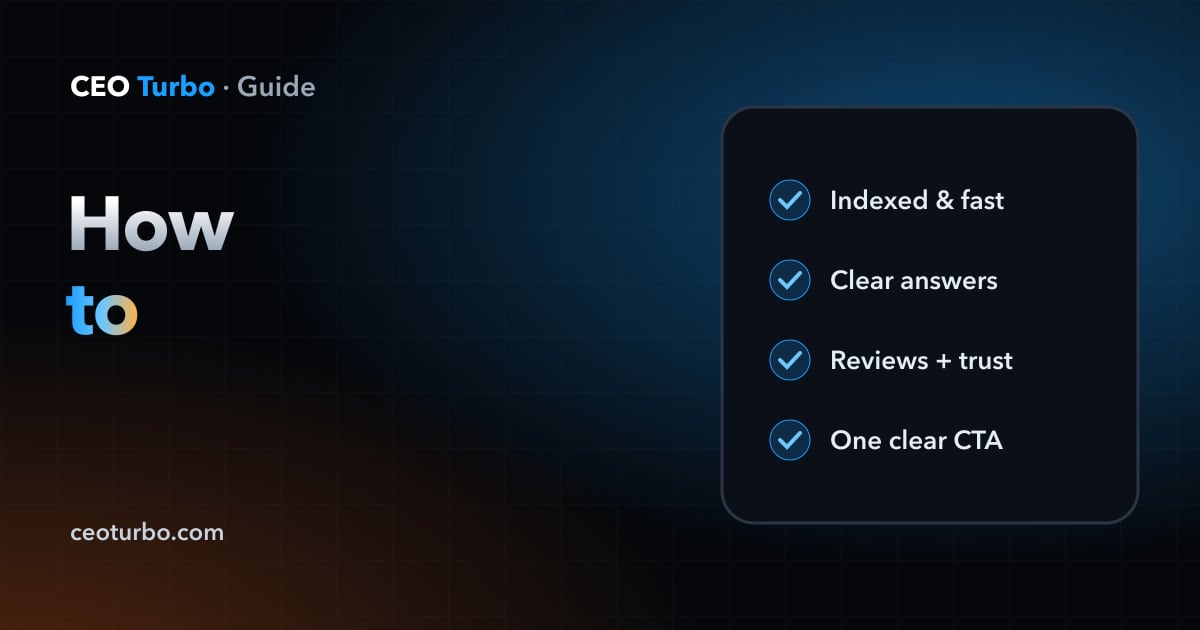 CEO Turbo · Guide
How
to
Indexed & fast
Clear answers
Reviews + trust
One clear CTA
ceoturbo.com